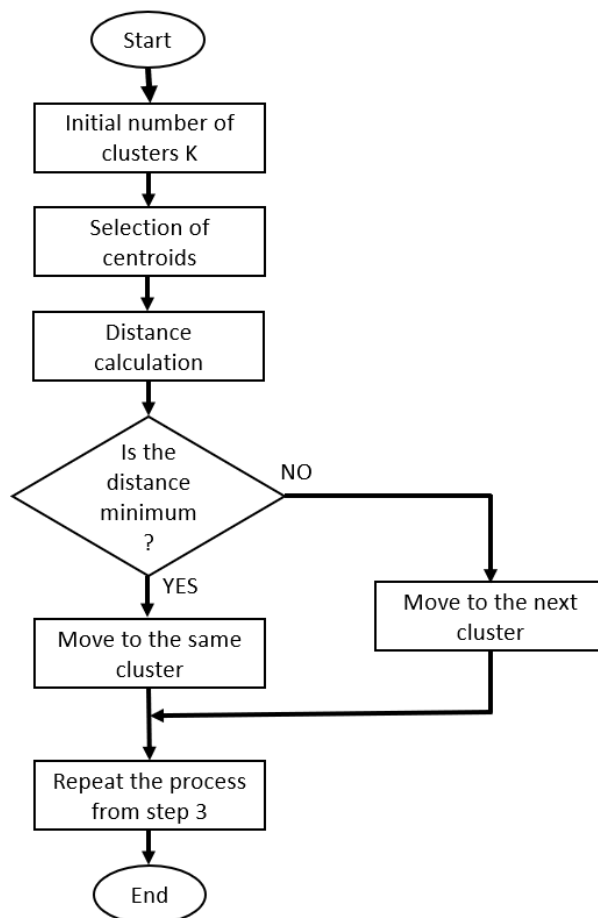 Start
Initial number of
clusters K
Selection of
centroids
Distance
calculation
Is the
distance
minimum
?
NO
YES
Move to the same
cluster
Move to the next
cluster
Repeat the process
from step 3
End